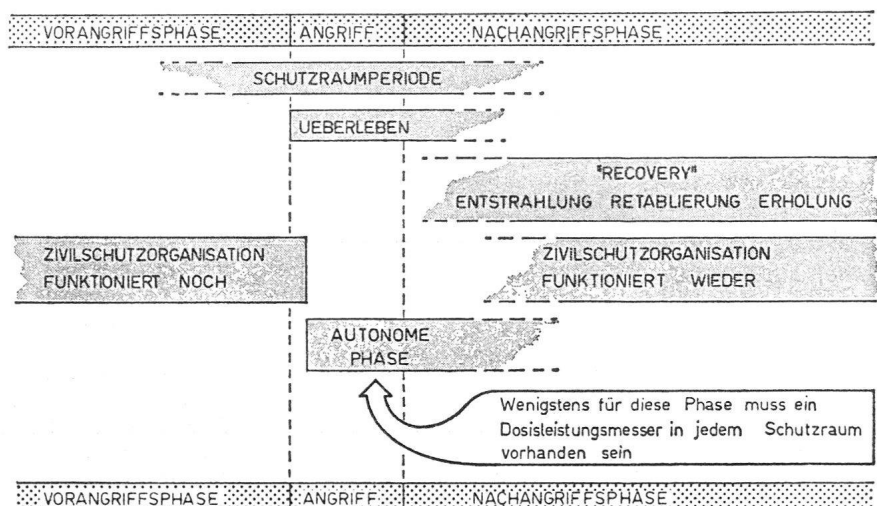 VORANGRIFFSPHASE ANGRIFF NACHANGRIFFSPHASE
SCHUTZRAUMPERIODE
UEBERLEBEN
"RECOVERY"
ENTSTRAHLUNG RETABLIERUNG ERHOLUNG
ZIVILSCHUTZORGANISATION
FUNKTIONIERT NOCH
ZIVILSCHUTZORGANISATION
FUNKTIONIERT WIEDER
AUTONOME
PHASE
Wenigstens für diese Phase muss ein
Dosisleistungsmesser in jedem Schutzraum
vorhanden sein
VORANGRIFFSPHASE ANGRIFF NACHANGRIFFSPHASE